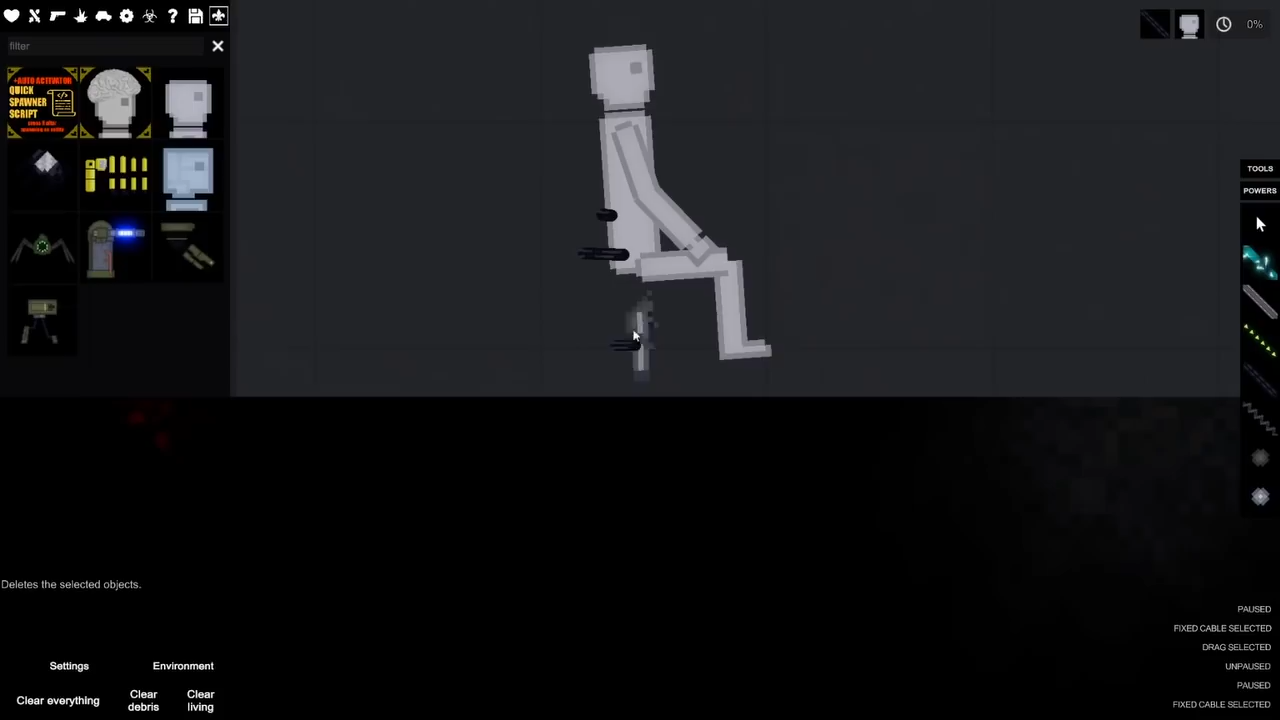 filter
+AUTO ACTIVATOR
QUICK
SPAWNER
SCRIPT
0%
TOOLS
POWERS
Deletes the selected objects.
PAUSED
FIXED CABLE SELECTED
DRAG SELECTED
UNPAUSED
PAUSED
FIXED CABLE SELECTED
Settings
Environment
Clear everything
Clear
debris
Clear
living